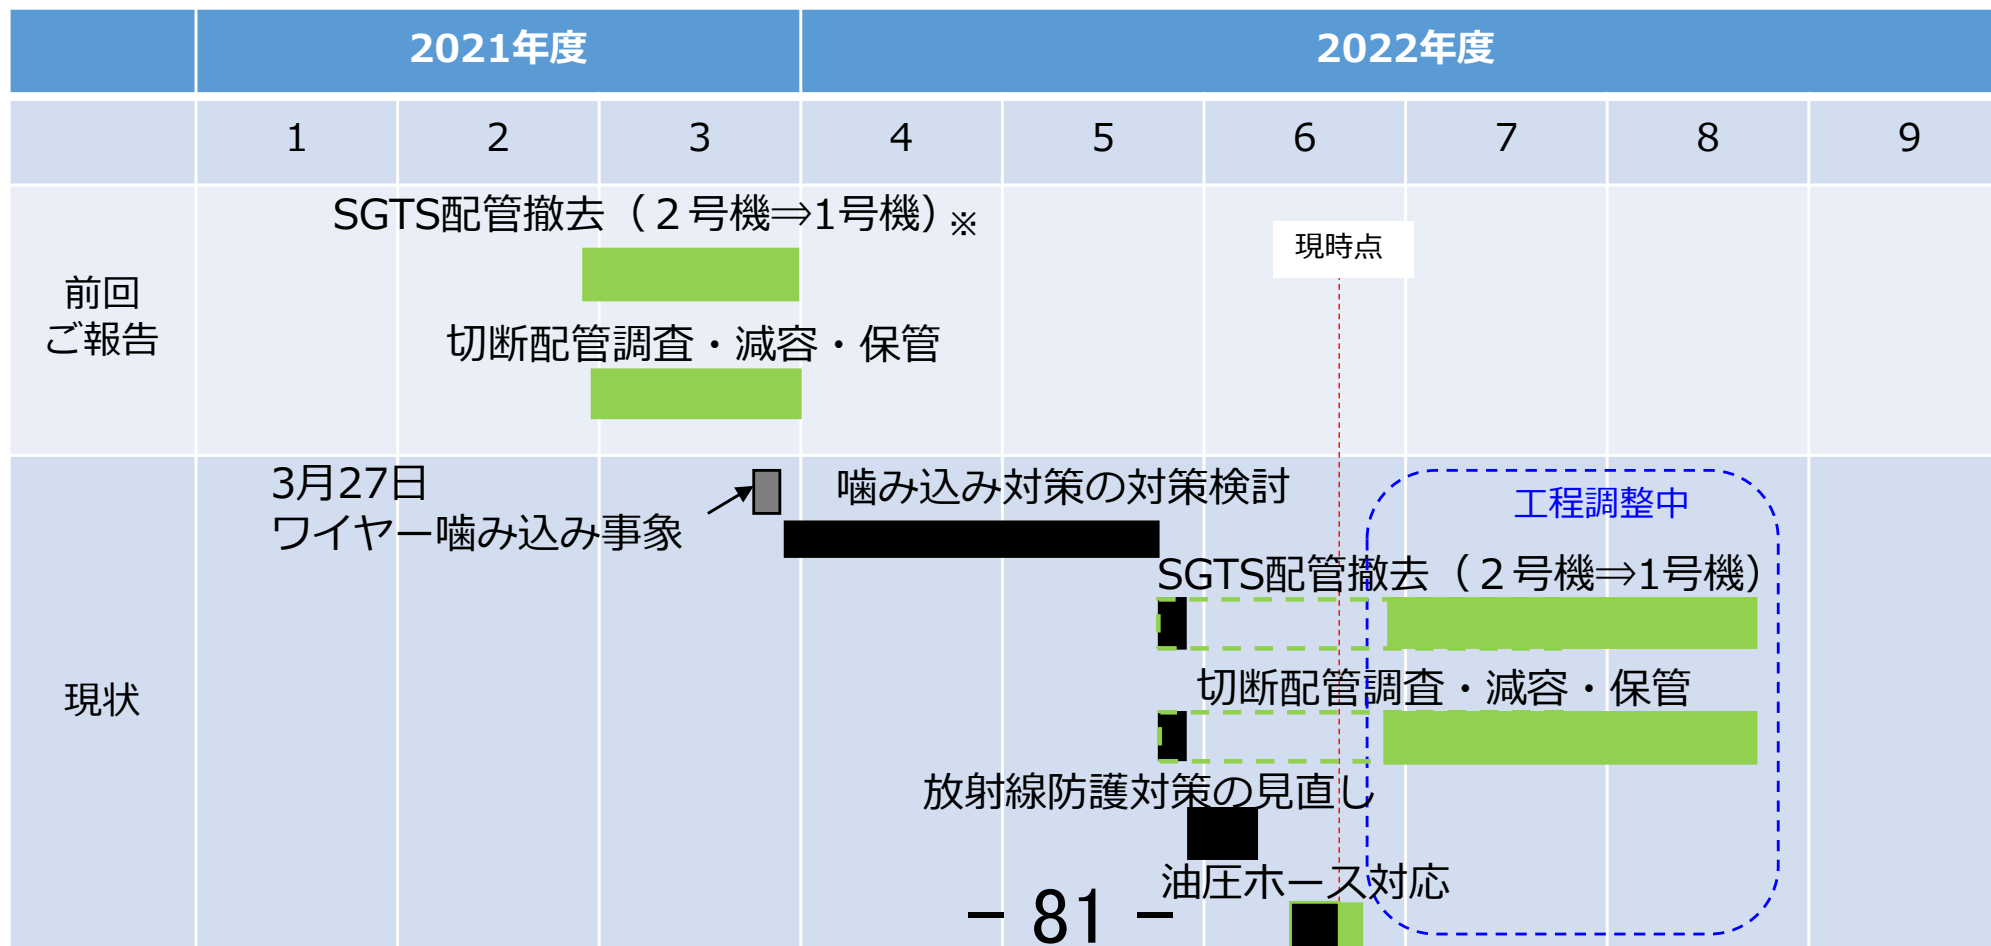 2021年度
2022年度
1
2
3
4
5
6
7
8
9
前回
ご報告
SGTS配管撤去（２号機⇒1号機）※
切断配管調査・減容・保管
現時点
現状
3月27日
ワイヤー噛み込み事象
噛み込み対策の対策検討
工程調整中
SGTS配管撤去（２号機⇒1号機）
切断配管調査・減容・保管
放射線防護対策の見直し
油圧ホース対応
− 81 −